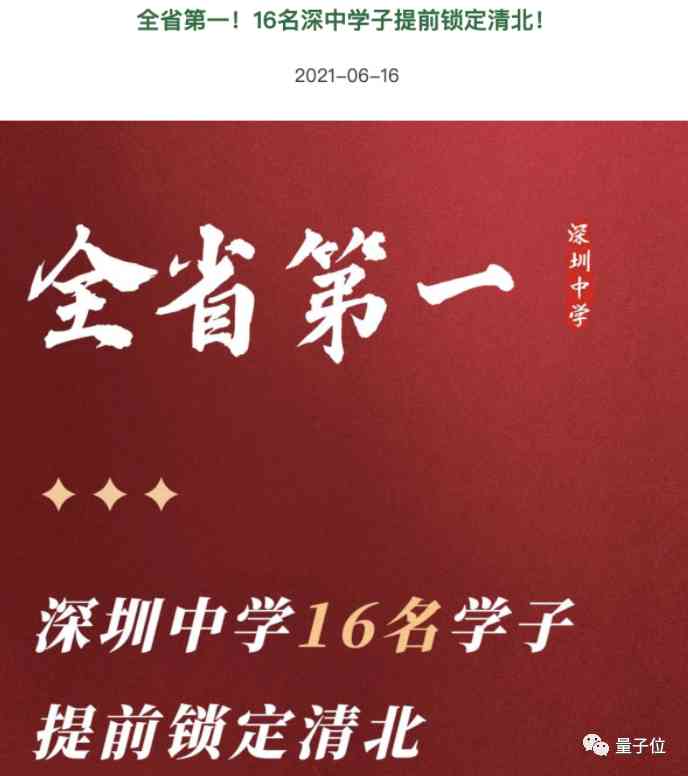 全省第一！16名深中学子提前锁定清北！
2021-06-16
全省第一
深圳中学
深圳中学16名学子
提前锁定清北
量子位